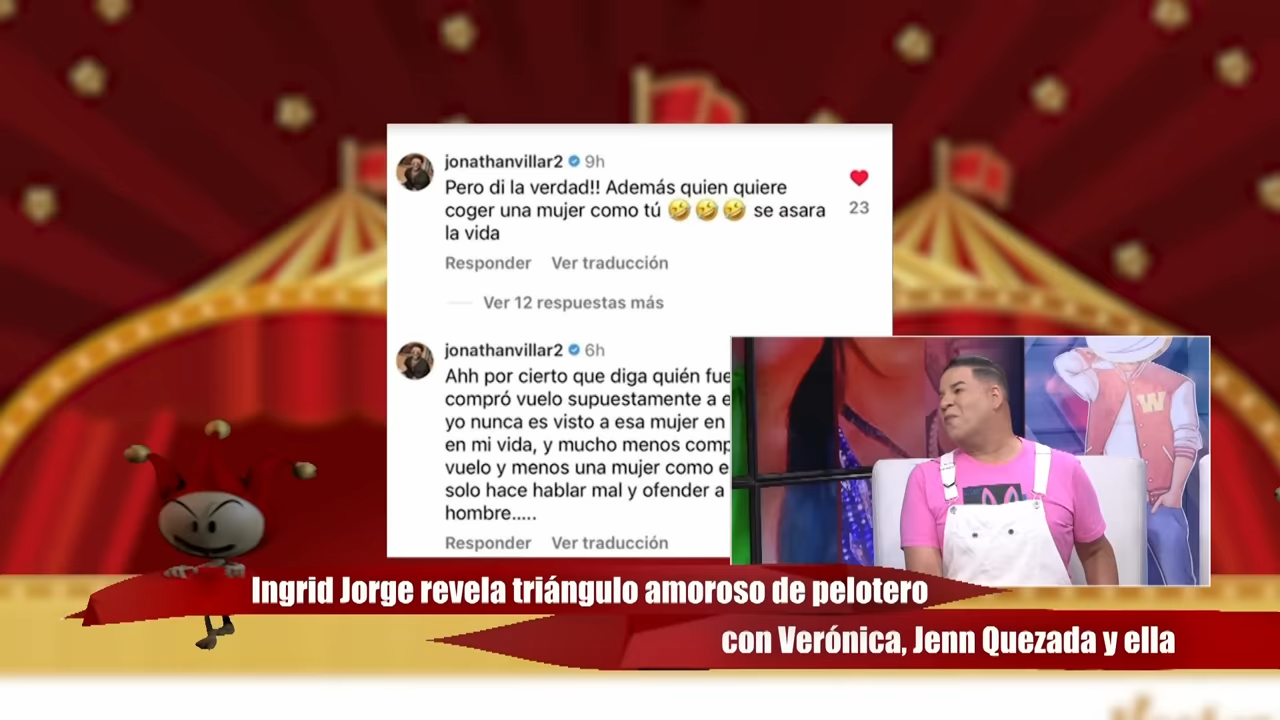 jonathanvillar2 9h
Pero di la verdad!! Además quien quiere
coger una mujer como tú 🤣🤣🤣 se asara
la vida
23
Responder Ver traducción
Ver 12 respuestas más
jonathanvillar2 6h
Ahh por cierto que diga quién fue
compró vuelo supuestamente a
yo nunca es visto a esa mujer en
en mi vida, y mucho menos
vuelo y menos una mujer como
solo hace hablar mal y ofender a
hombre.....
Responder Ver traducción
W
Ingrid Jorge revela triángulo amoroso de pelotero
con Verónica, Jenn Quezada y ella